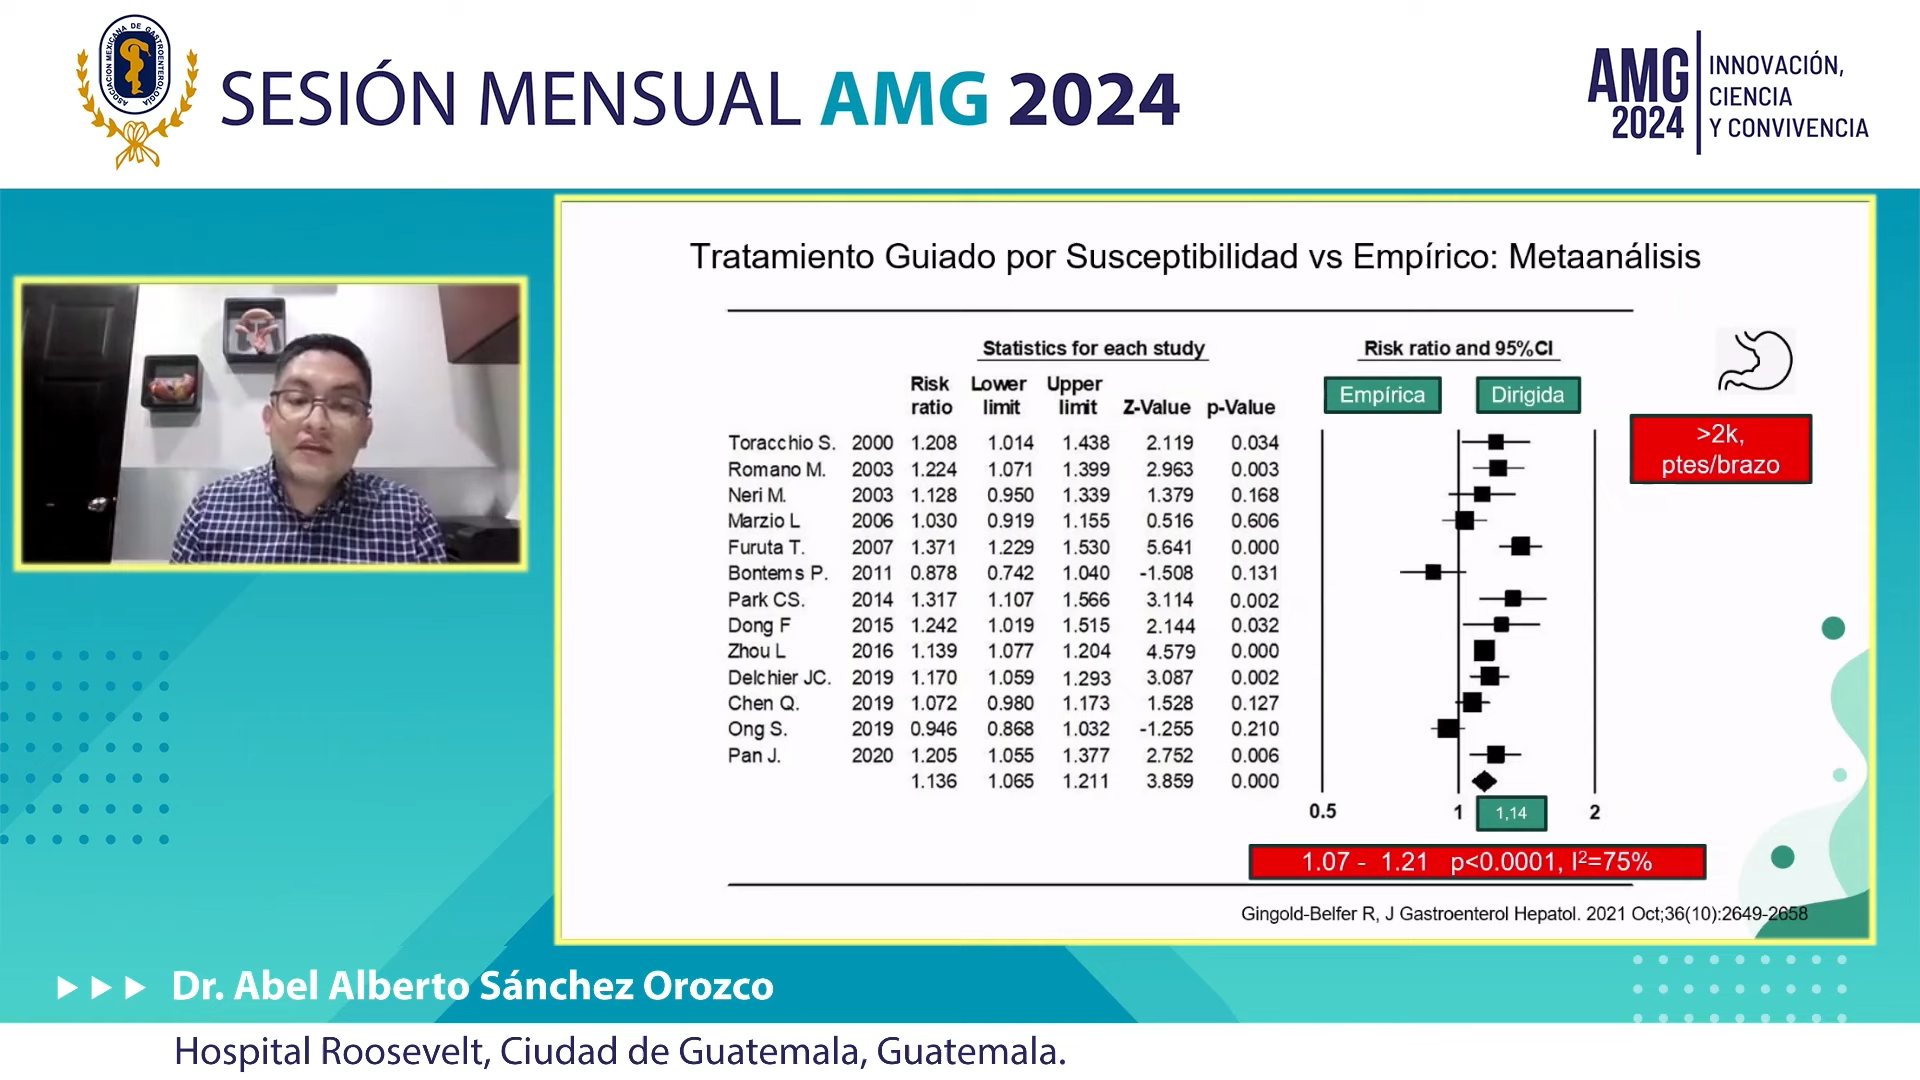 ASOCIACION MEXICANA DE GASTROENTEROLOGÍA
SESIÓN MENSUAL AMG 2024
AMG
2024
INNOVACIÓN,
CIENCIA
Y CONVIVENCIA
Tratamiento Guiado por Susceptibilidad vs Empírico: Metaanálisis
Statistics for each study
Risk ratio and 95%CI
Risk ratio Lower limit Upper limit Z-Value p-Value
Empírica
Dirigida
>2k,
ptes/brazo
Toracchio S. 2000 1.208 1.014 1.438 2.119 0.034
Romano M. 2003 1.224 1.071 1.399 2.963 0.003
Neri M. 2003 1.128 0.950 1.339 1.379 0.168
Marzio L 2006 1.030 0.919 1.155 0.516 0.606
Furuta T. 2007 1.371 1.229 1.530 5.641 0.000
Bontems P. 2011 0.878 0.742 1.040 -1.508 0.131
Park CS. 2014 1.317 1.107 1.566 3.114 0.002
Dong F 2015 1.242 1.019 1.515 2.144 0.032
Zhou L 2016 1.139 1.077 1.204 4.579 0.000
Delchier JC. 2019 1.170 1.059 1.293 3.087 0.002
Chen Q. 2019 1.072 0.980 1.173 1.528 0.127
Ong S. 2019 0.946 0.868 1.032 -1.255 0.210
Pan J. 2020 1.205 1.055 1.377 2.752 0.006
1.136 1.065 1.211 3.859 0.000
0.5 1 1,14 2
1.07 - 1.21 p<0.0001, I²=75%
Gingold-Belfer R, J Gastroenterol Hepatol. 2021 Oct;36(10):2649-2658
Dr. Abel Alberto Sánchez Orozco
Hospital Roosevelt, Ciudad de Guatemala, Guatemala.